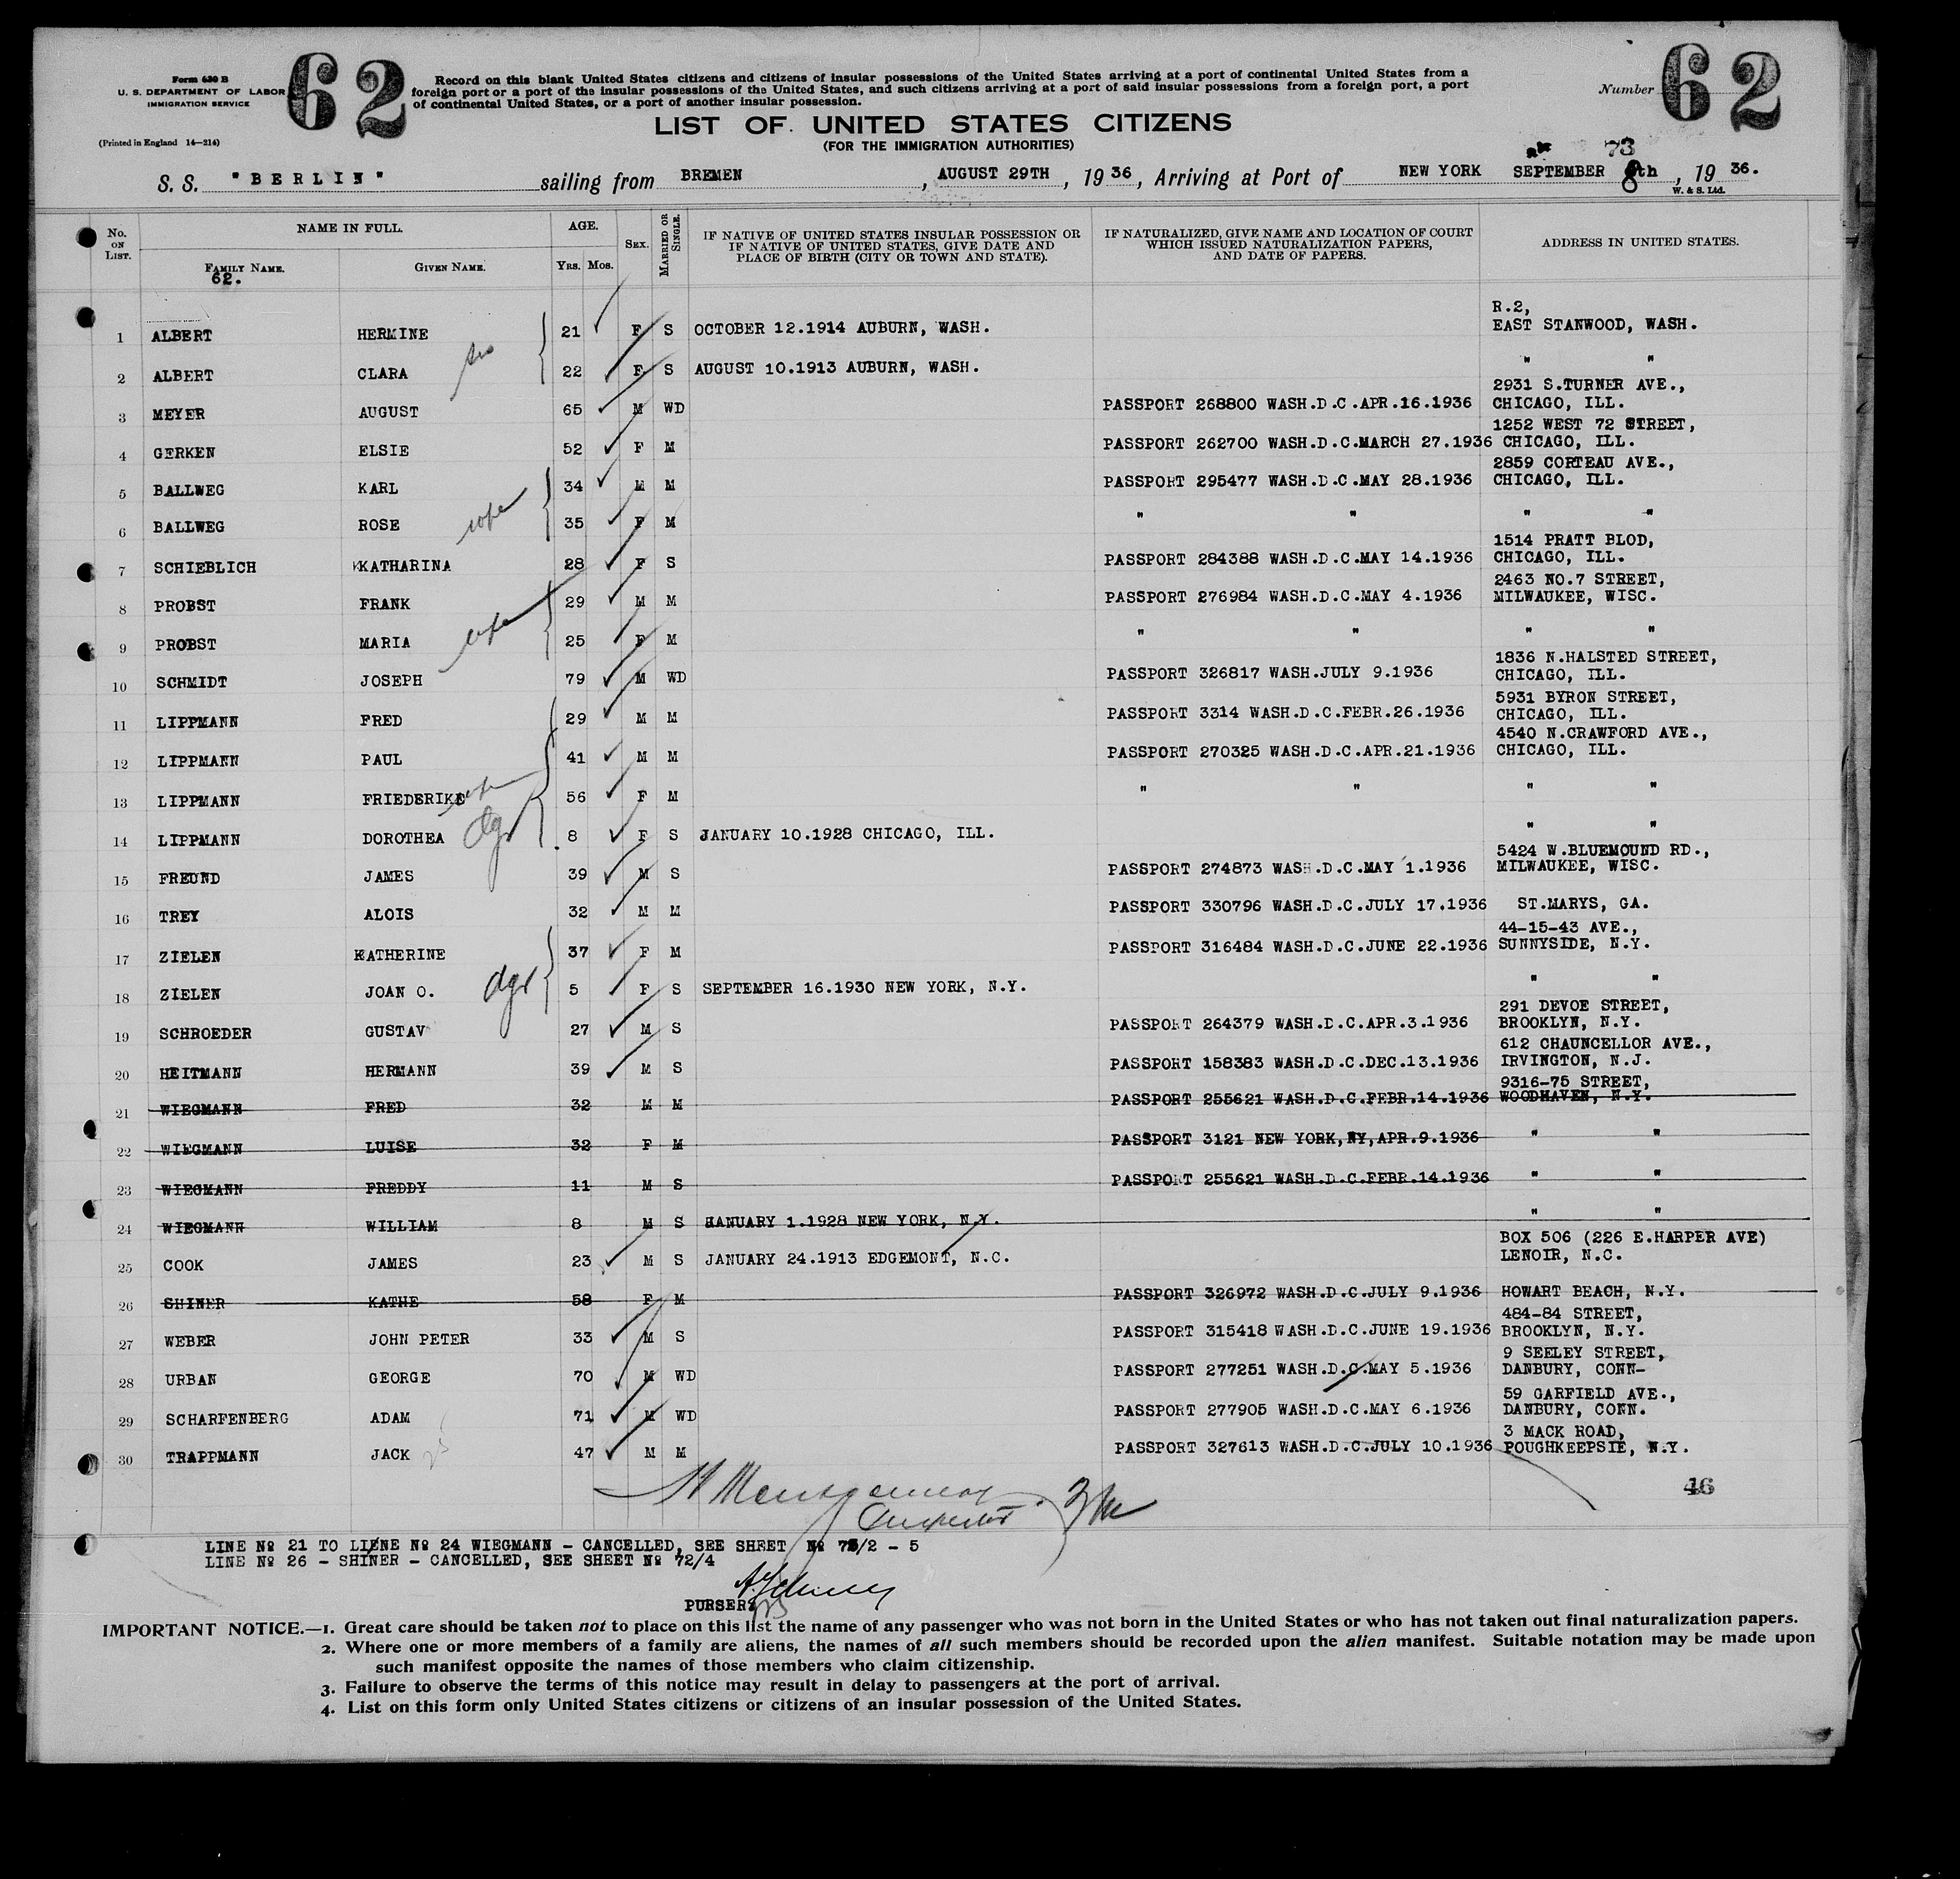 Form 630 B
U. S. DEPARTMENT OF LABOR
IMMIGRATION SERVICE
(Printed in England 14—214)
62
Record on this blank United States citizens and citizens of insular possessions of the United States arriving at a port of continental United States from a
foreign port or a port of the insular possessions of the United States, and such citizens arriving at a port of said insular possessions from a foreign port, a port
of continental United States, or a port of another insular possession.
Number 62
LIST OF UNITED STATES CITIZENS
(FOR THE IMMIGRATION AUTHORITIES)
73
S. S. "BERLIN" sailing from BREMEN, AUGUST 29TH, 19 36, Arriving at Port of NEW YORK SEPTEMBER 8th, 19 36.
W. & S. Ltd.
No. ON LIST. NAME IN FULL. AGE. SEX. MARRIED OR SINGLE. IF NATIVE OF UNITED STATES INSULAR POSSESSION OR IF NATIVE OF UNITED STATES, GIVE DATE AND PLACE OF BIRTH (CITY OR TOWN AND STATE). IF NATURALIZED, GIVE NAME AND LOCATION OF COURT WHICH ISSUED NATURALIZATION PAPERS, AND DATE OF PAPERS. ADDRESS IN UNITED STATES.
FAMILY NAME. GIVEN NAME. YRS. MOS.
62.
1 ALBERT HERMINE 21 F S OCTOBER 12.1914 AUBURN, WASH. R.2, EAST STANWOOD, WASH.
sis
2 ALBERT CLARA 22 F S AUGUST 10.1913 AUBURN, WASH. " "
3 MEYER AUGUST 65 M WD PASSPORT 268800 WASH.D.C.APR.16.1936 2931 S.TURNER AVE., CHICAGO, ILL.
4 GERKEN ELSIE 52 F M PASSPORT 262700 WASH.D.C.MARCH 27.1936 1252 WEST 72 STREET, CHICAGO, ILL.
5 BALLWEG KARL 34 M M PASSPORT 295477 WASH.D.C.MAY 28.1936 2859 CORTEAU AVE., CHICAGO, ILL.
6 BALLWEG ROSE wife 35 F M " " " "
7 SCHIEBLICH KATHARINA 28 F S PASSPORT 284388 WASH.D.C.MAY 14.1936 1514 PRATT BLOD, CHICAGO, ILL.
8 PROBST FRANK 29 M M PASSPORT 276984 WASH.D.C.MAY 4.1936 2463 NO.7 STREET, MILWAUKEE, WISC.
9 PROBST MARIA wife 25 F M " " " "
10 SCHMIDT JOSEPH 79 M WD PASSPORT 326817 WASH.JULY 9.1936 1836 N.HALSTED STREET, CHICAGO, ILL.
11 LIPPMANN FRED 29 M M PASSPORT 3314 WASH.D.C.FEBR.26.1936 5931 BYRON STREET, CHICAGO, ILL.
12 LIPPMANN PAUL 41 M M PASSPORT 270325 WASH.D.C.APR.21.1936 4540 N.CRAWFORD AVE., CHICAGO, ILL.
13 LIPPMANN FRIEDERIKE wife 56 F M " " " "
14 LIPPMANN DOROTHEA dgr 8 F S JANUARY 10.1928 CHICAGO, ILL. " "
15 FREUND JAMES 39 M S PASSPORT 274873 WASH.D.C.MAY 1.1936 5424 W.BLUEMOUND RD., MILWAUKEE, WISC.
16 TREY ALOIS 32 M M PASSPORT 330796 WASH.D.C.JULY 17.1936 ST.MARYS, GA.
17 ZIELEN KATHERINE 37 F M PASSPORT 316484 WASH.D.C.JUNE 22.1936 44-15-43 AVE., SUNNYSIDE, N.Y.
18 ZIELEN JOAN O. dgr 5 F S SEPTEMBER 16.1930 NEW YORK, N.Y. " "
19 SCHROEDER GUSTAV 27 M S PASSPORT 264379 WASH.D.C.APR.3.1936 291 DEVOE STREET, BROOKLYN, N.Y.
20 HEITMANN HERMANN 39 M S PASSPORT 158383 WASH.D.C.DEC.13.1936 612 CHAUNCELLOR AVE., IRVINGTON, N.J.
21 WIEGMANN FRED 32 M M PASSPORT 255621 WASH.D.C.FEBR.14.1936 9316-75 STREET, WOODHAVEN, N.Y.
22 WIEGMANN LUISE 32 F M PASSPORT 3121 NEW YORK,NY,APR.9.1936 " "
23 WIEGMANN FREDDY 11 M S PASSPORT 255621 WASH.D.C.FEBR.14.1936 " "
24 WIEGMANN WILLIAM 8 M S JANUARY 1.1928 NEW YORK, N.Y. " "
25 COOK JAMES 23 M S JANUARY 24.1913 EDGEMONT, N.C. BOX 506 (226 E.HARPER AVE) LENOIR, N.C.
26 SHINER KATHE 58 F M PASSPORT 326972 WASH.D.C.JULY 9.1936 HOWART BEACH, N.Y.
27 WEBER JOHN PETER 33 M S PASSPORT 315418 WASH.D.C.JUNE 19.1936 484-84 STREET, BROOKLYN, N.Y.
28 URBAN GEORGE 70 M WD PASSPORT 277251 WASH.D.C.MAY 5.1936 9 SEELEY STREET, DANBURY, CONN-
29 SCHARFENBERG ADAM 71 M WD PASSPORT 277905 WASH.D.C.MAY 6.1936 59 GARFIELD AVE., DANBURY, CONN.
30 TRAPPMANN JACK 47 M M PASSPORT 327613 WASH.D.C.JULY 10.1936 3 MACK ROAD, POUGHKEEPSIE, N.Y.
46
Montgomery
Inspector
LINE № 21 TO LIENE № 24 WIEGMANN - CANCELLED, SEE SHEET № 73/2 - 5
LINE № 26 - SHINER - CANCELLED, SEE SHEET № 72/4
PURSER
IMPORTANT NOTICE.—1. Great care should be taken not to place on this list the name of any passenger who was not born in the United States or who has not taken out final naturalization papers.
2. Where one or more members of a family are aliens, the names of all such members should be recorded upon the alien manifest. Suitable notation may be made upon
such manifest opposite the names of those members who claim citizenship.
3. Failure to observe the terms of this notice may result in delay to passengers at the port of arrival.
4. List on this form only United States citizens or citizens of an insular possession of the United States.